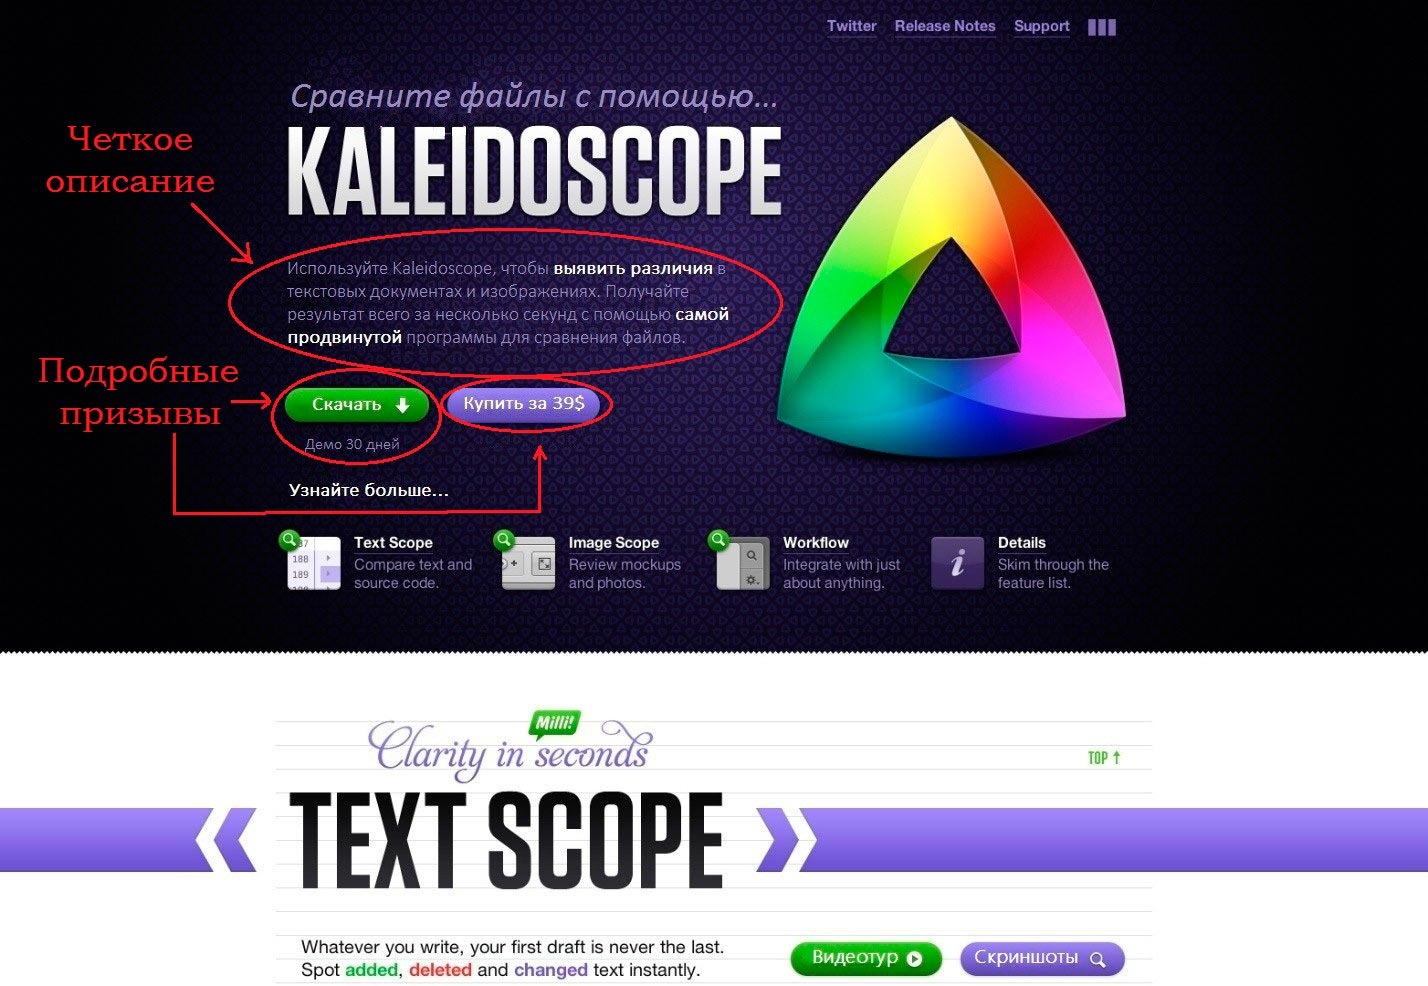 Twitter Release Notes Support
Сравните файлы с помощью...
KALEIDOSCOPE
Четкое
описание
Используйте Kaleidoscope, чтобы выявить различия в
текстовых документах и изображениях. Получайте
результат всего за несколько секунд с помощью самой
продвинутой программы для сравнения файлов.
Подробные
призывы
Скачать
Купить за 39$
Демо 30 дней
Узнайте больше...
188
189
Text Scope
Compare text and
source code.
Image Scope
Review mockups
and photos.
Workflow
Integrate with just
about anything.
i
Details
Skim through the
feature list.
Milli!
Clarity in seconds
TOP ↑
TEXT SCOPE
Whatever you write, your first draft is never the last.
Spot added, deleted and changed text instantly.
Видеотур
Скриншоты